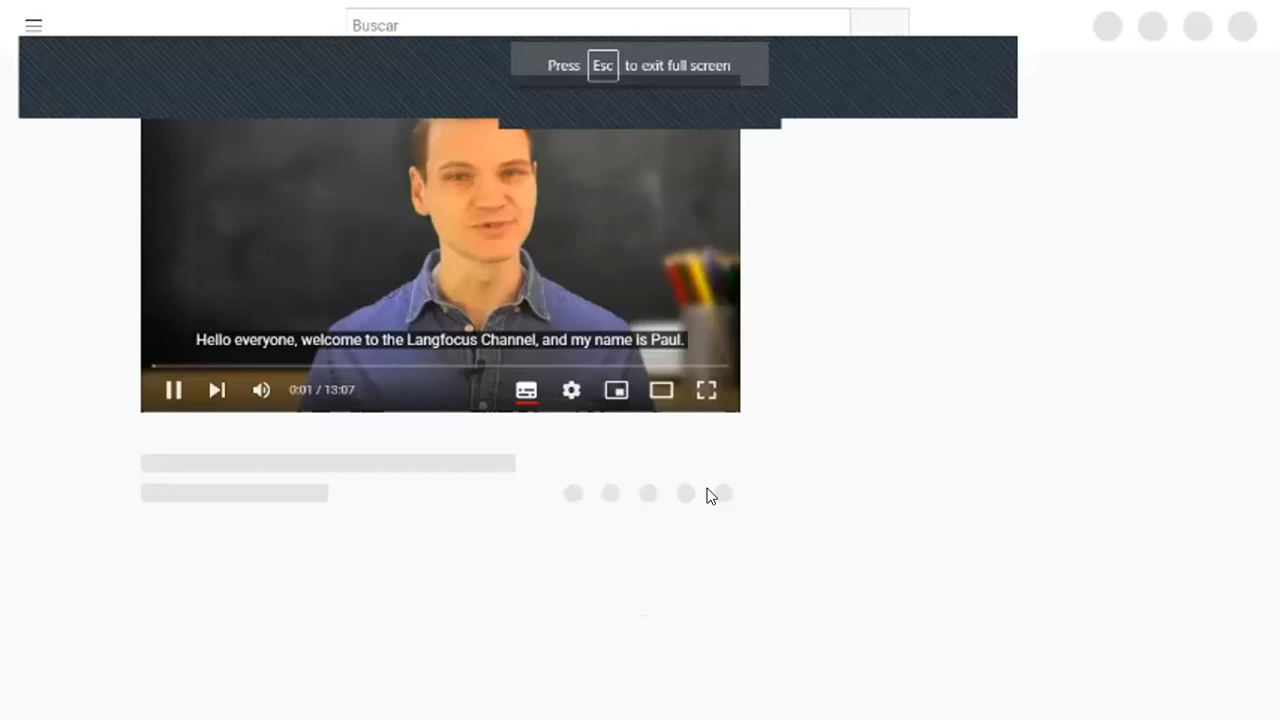 Buscar
Press Esc to exit full screen
Hello everyone, welcome to the Langfocus Channel, and my name is Paul.
0:01 / 13:07